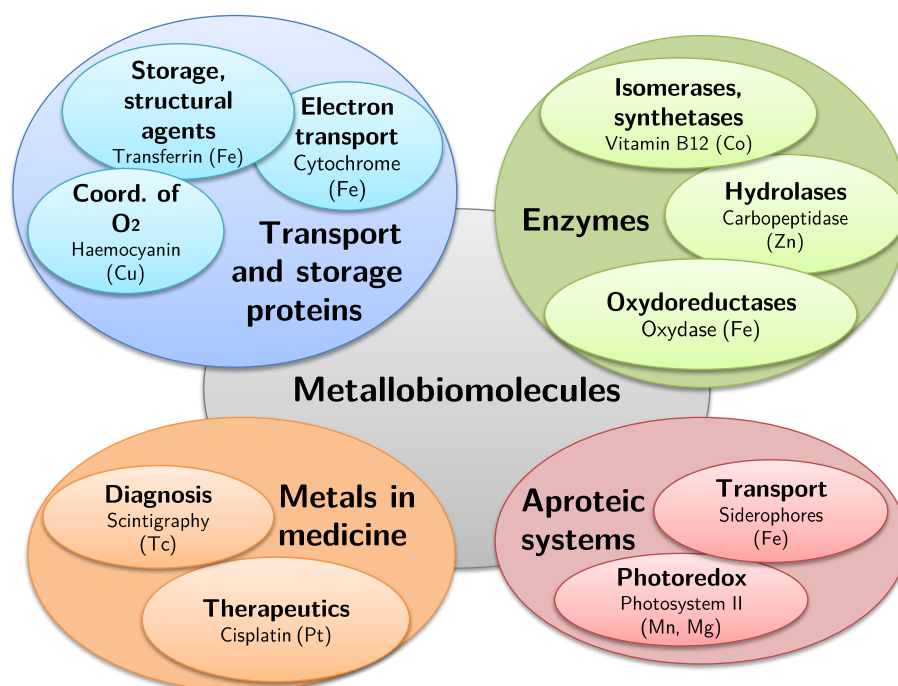 Storage,
structural
agents
Transferrin (Fe)
Electron
transport
Cytochrome
(Fe)
Coord. of
O2
Haemocyanin
(Cu)
Transport
and storage
proteins
Isomerases,
synthetases
Vitamin B12 (Co)
Hydrolases
Carbopeptidase
(Zn)
Enzymes
Oxydoreductases
Oxydase (Fe)
Metallobiomolecules
Diagnosis
Scintigraphy
(Tc)
Metals in
medicine
Therapeutics
Cisplatin (Pt)
Aproteic
systems
Transport
Siderophores
(Fe)
Photoredox
Photosystem II
(Mn, Mg)